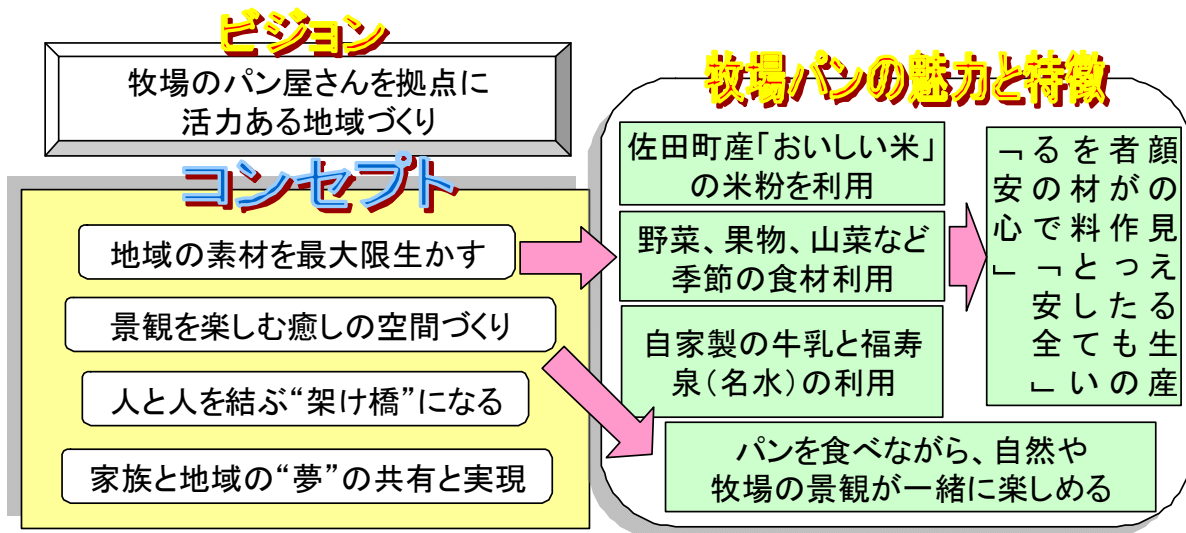 ビジョン
牧場のパン屋さんを拠点に
活力ある地域づくり
コンセプト
地域の素材を最大限生かす
景観を楽しむ癒しの空間づくり
人と人を結ぶ“架け橋”になる
家族と地域の“夢”の共有と実現
牧場パンの魅力と特徴
佐田町産「おいしい米」
の米粉を利用
野菜、果物、山菜など
季節の食材利用
自家製の牛乳と福寿
泉(名水)の利用
顔の見える生産
者が作ったもの
を材料としてい
るので「安全」
「安心」
パンを食べながら、自然や
牧場の景観が一緒に楽しめる